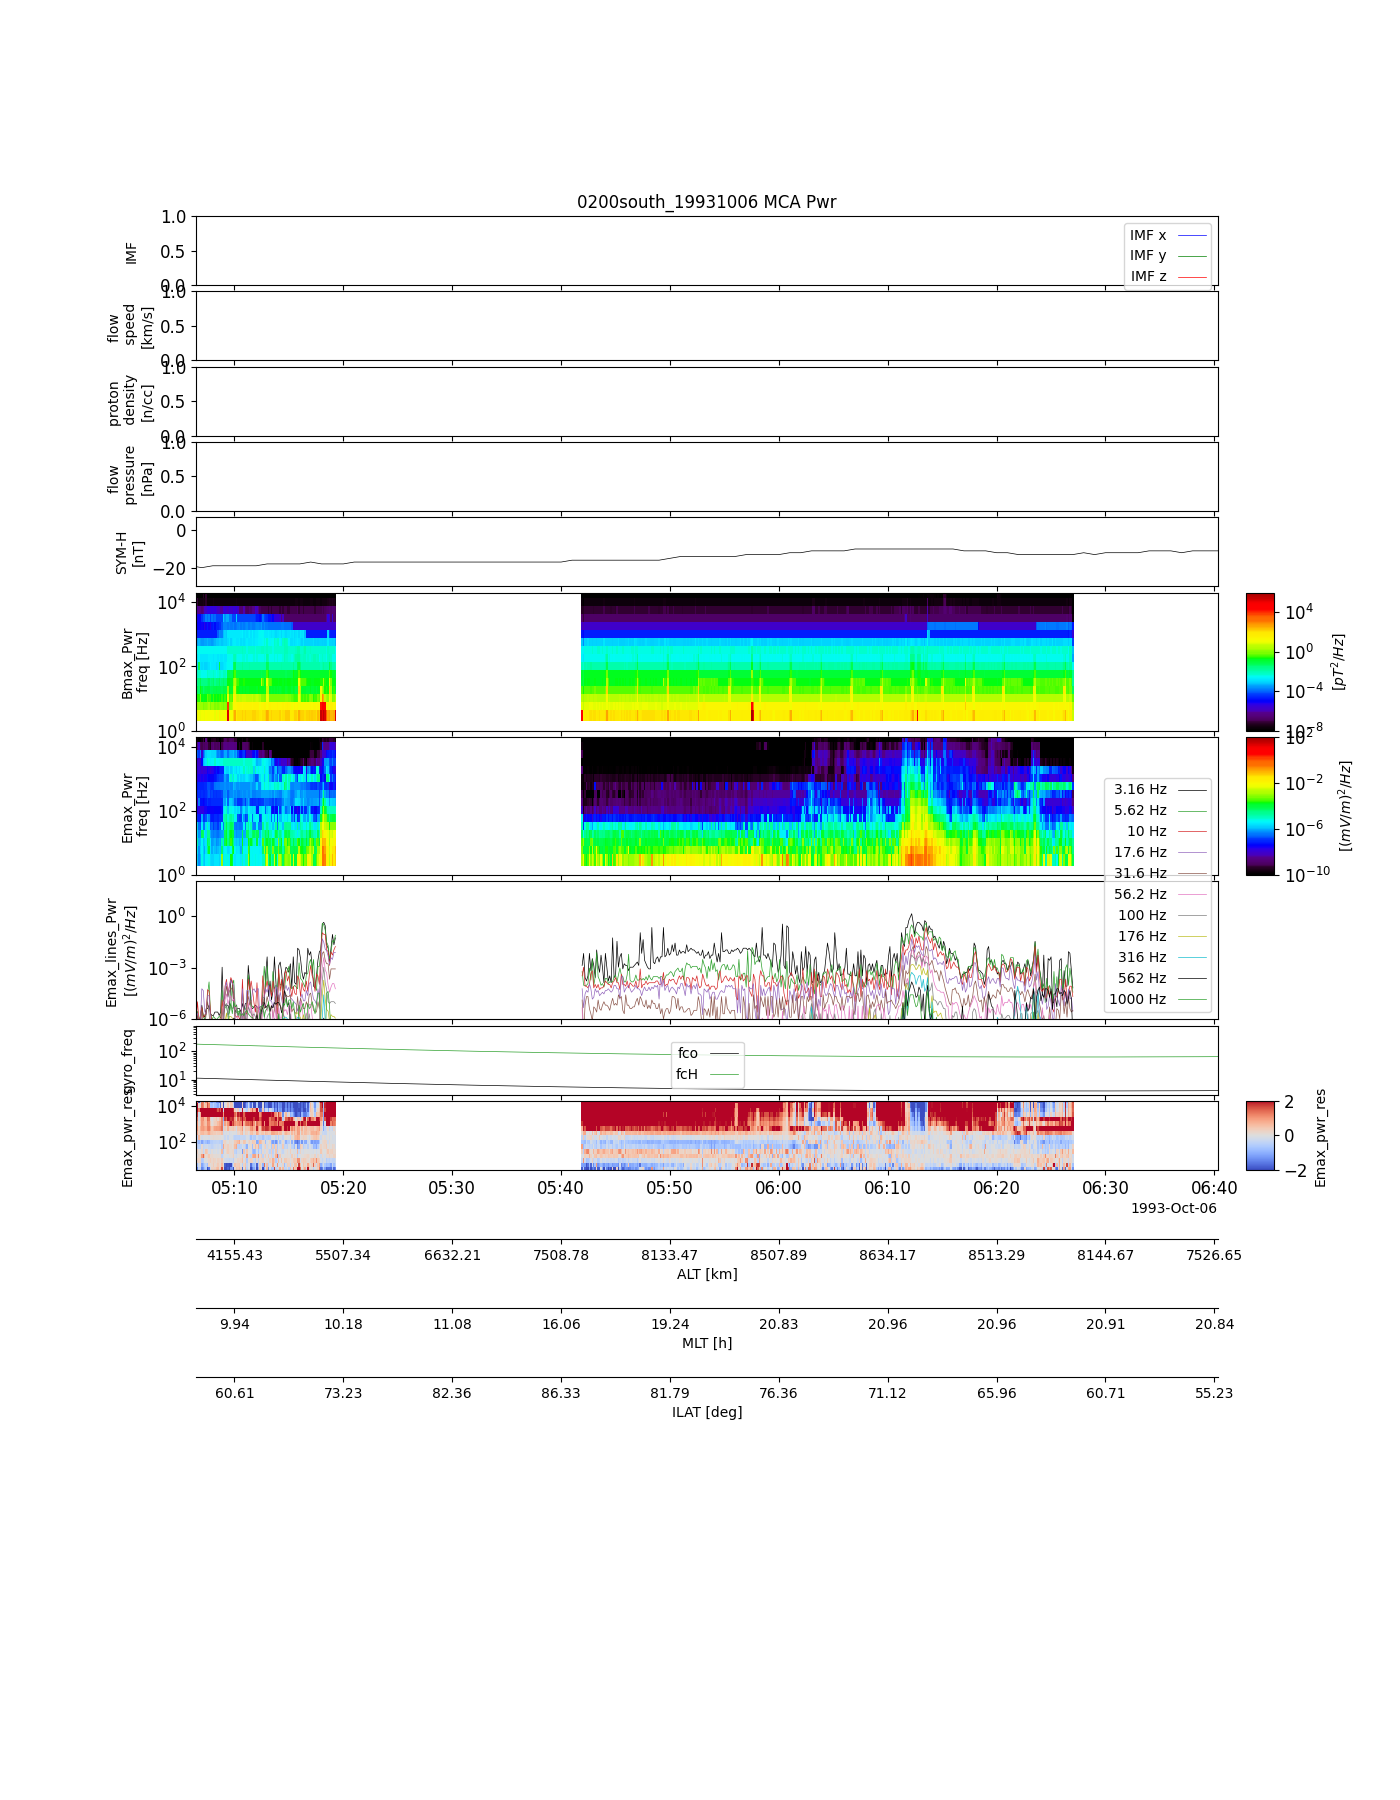 0200south_19931006 MCA Pwr
1.0
0.5
0.0
IMF
IMF x
IMF y
IMF z
1.0
0.5
0.0
flow
speed
[km/s]
1.0
0.5
0.0
proton
density
[n/cc]
1.0
0.5
0.0
flow
pressure
[nPa]
0
−20
SYM-H
[nT]
10^4
10^2
10^0
Bmax_Pwr
freq [Hz]
10^4
10^0
10^−4
10^−8
[pT^2/Hz]
10^4
10^2
10^0
Emax_Pwr
freq [Hz]
10^2
10^−2
10^−6
10^−10
[(mV/m)^2/Hz]
3.16 Hz
5.62 Hz
10 Hz
17.6 Hz
31.6 Hz
56.2 Hz
100 Hz
176 Hz
316 Hz
562 Hz
1000 Hz
10^0
10^−3
10^−6
Emax_lines_Pwr
[(mV/m)^2/Hz]
10^2
10^1
gyro_freq
fco
fcH
10^4
10^2
Emax_pwr_res
2
0
−2
Emax_pwr_res
05:10 05:20 05:30 05:40 05:50 06:00 06:10 06:20 06:30 06:40
1993-Oct-06
4155.43 5507.34 6632.21 7508.78 8133.47 8507.89 8634.17 8513.29 8144.67 7526.65
ALT [km]
9.94 10.18 11.08 16.06 19.24 20.83 20.96 20.96 20.91 20.84
MLT [h]
60.61 73.23 82.36 86.33 81.79 76.36 71.12 65.96 60.71 55.23
ILAT [deg]